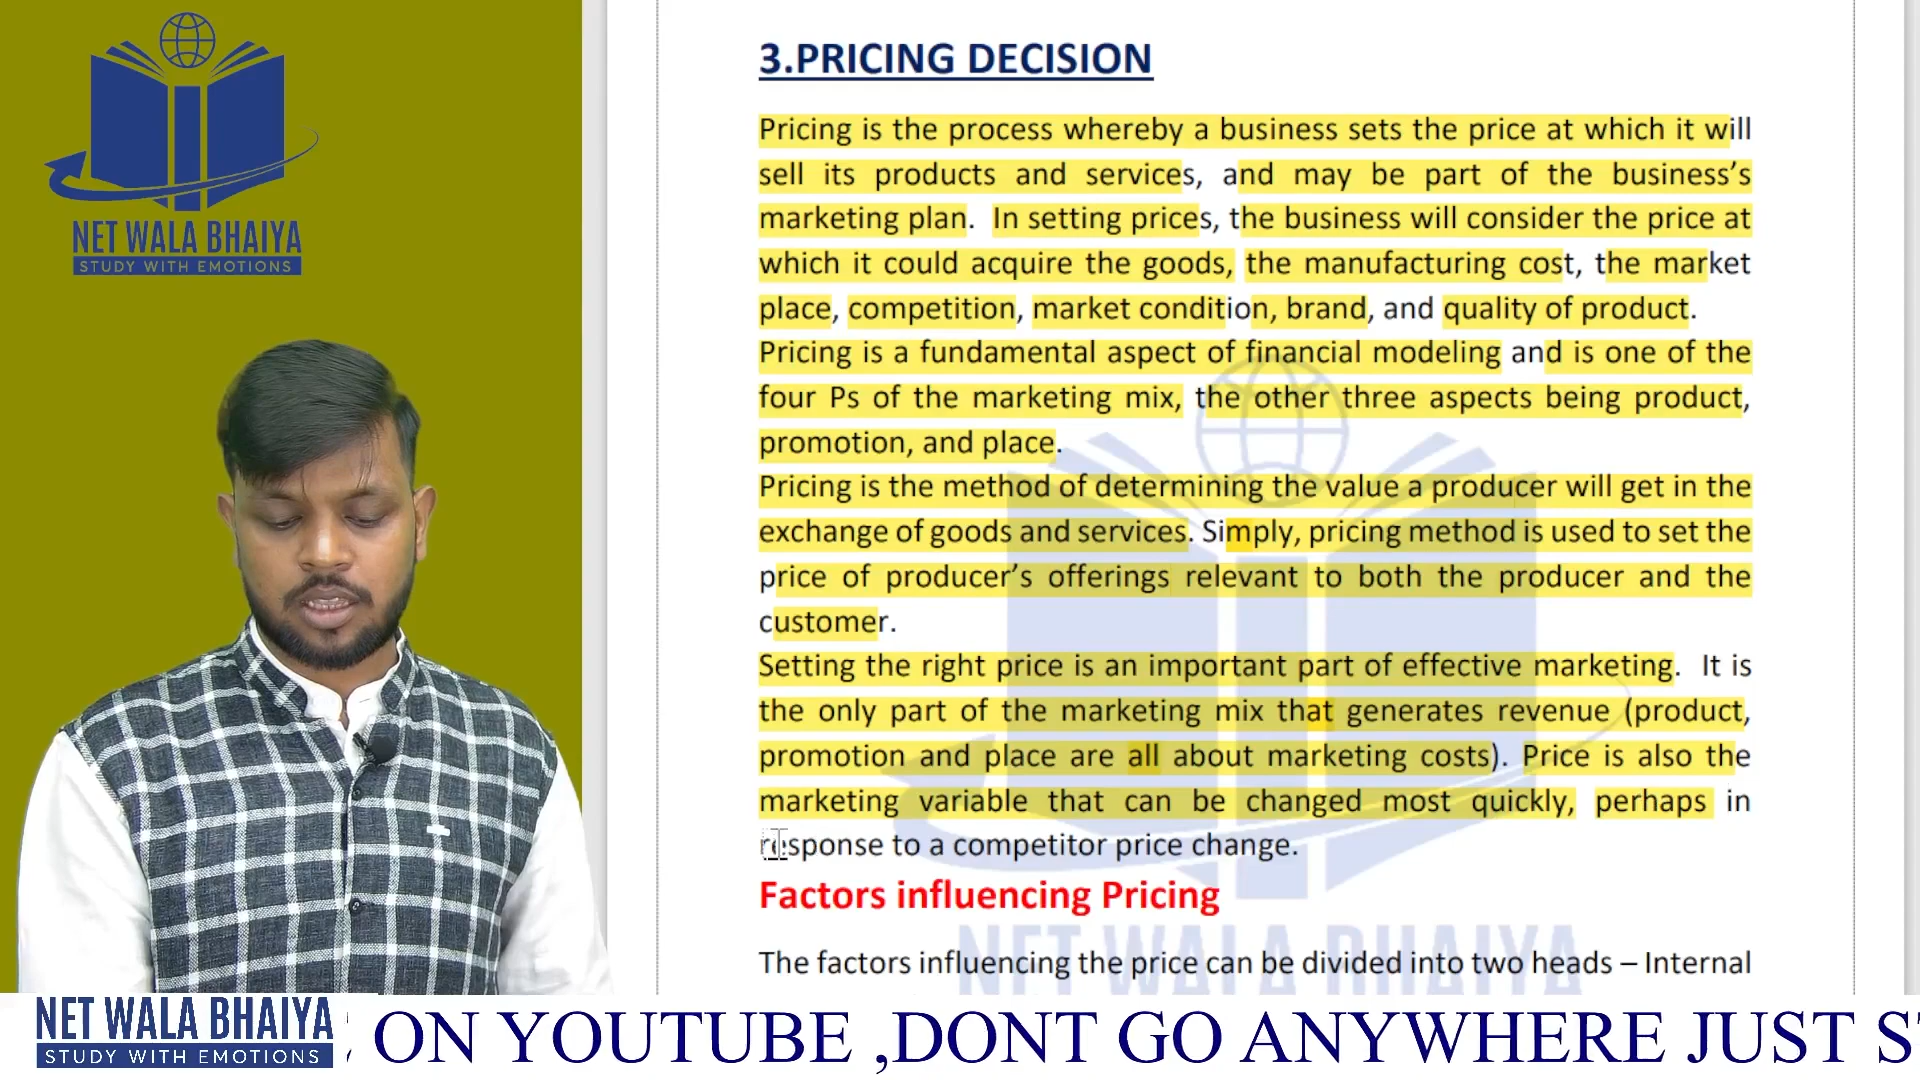 NET WALA BHAIYA
STUDY WITH EMOTIONS
3.PRICING DECISION
Pricing is the process whereby a business sets the price at which it will
sell its products and services, and may be part of the business’s
marketing plan. In setting prices, the business will consider the price at
which it could acquire the goods, the manufacturing cost, the market
place, competition, market condition, brand, and quality of product.
Pricing is a fundamental aspect of financial modeling and is one of the
four Ps of the marketing mix, the other three aspects being product,
promotion, and place.
Pricing is the method of determining the value a producer will get in the
exchange of goods and services. Simply, pricing method is used to set the
price of producer’s offerings relevant to both the producer and the
customer.
Setting the right price is an important part of effective marketing. It is
the only part of the marketing mix that generates revenue (product,
promotion and place are all about marketing costs). Price is also the
marketing variable that can be changed most quickly, perhaps in
response to a competitor price change.
Factors influencing Pricing
The factors influencing the price can be divided into two heads – Internal
NET WALA BHAIYA
NET WALA BHAIYA
STUDY WITH EMOTIONS
ON YOUTUBE ,DONT GO ANYWHERE JUST